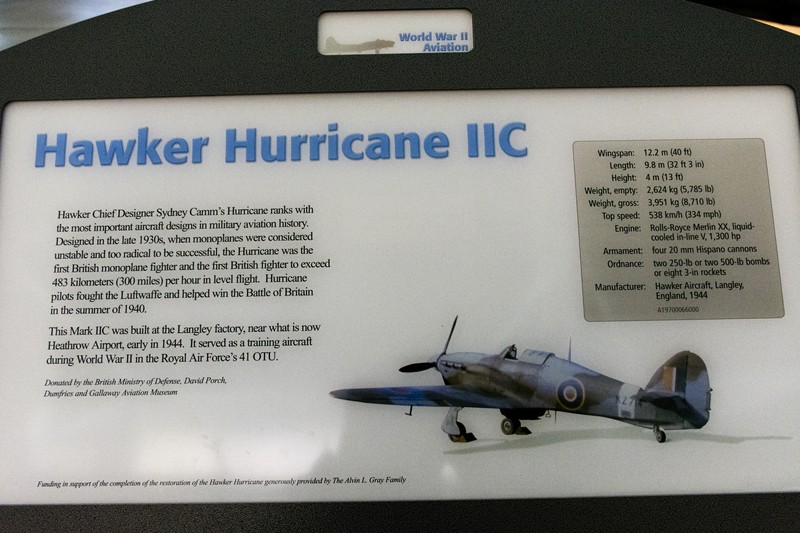 World War II
Aviation
Hawker Hurricane IIC
Hawker Chief Designer Sydney Camm's Hurricane ranks with
the most important aircraft designs in military aviation history.
Designed in the late 1930s, when monoplanes were considered
unstable and too radical to be successful, the Hurricane was the
first British monoplane fighter and the first British fighter to exceed
483 kilometers (300 miles) per hour in level flight. Hurricane
pilots fought the Luftwaffe and helped win the Battle of Britain
in the summer of 1940.
This Mark IIC was built at the Langley factory, near what is now
Heathrow Airport, early in 1944. It served as a training aircraft
during World War II in the Royal Air Force's 41 OTU.
Donated by the British Ministry of Defense, David Porch,
Dumfries and Gallaway Aviation Museum
Funding in support of the completion of the restoration of the Hawker Hurricane generously provided by The Alvin L. Gray Family
Wingspan: 12.2 m (40 ft)
Length: 9.8 m (32 ft 3 in)
Height: 4 m (13 ft)
Weight, empty: 2,624 kg (5,785 lb)
Weight, gross: 3,951 kg (8,710 lb)
Top speed: 538 km/h (334 mph)
Engine: Rolls-Royce Merlin XX, liquid-
cooled in-line V, 1,300 hp
Armament: four 20 mm Hispano cannons
Ordnance: two 250-lb or two 500-lb bombs
or eight 3-in rockets
Manufacturer: Hawker Aircraft, Langley,
England, 1944
A19700066000